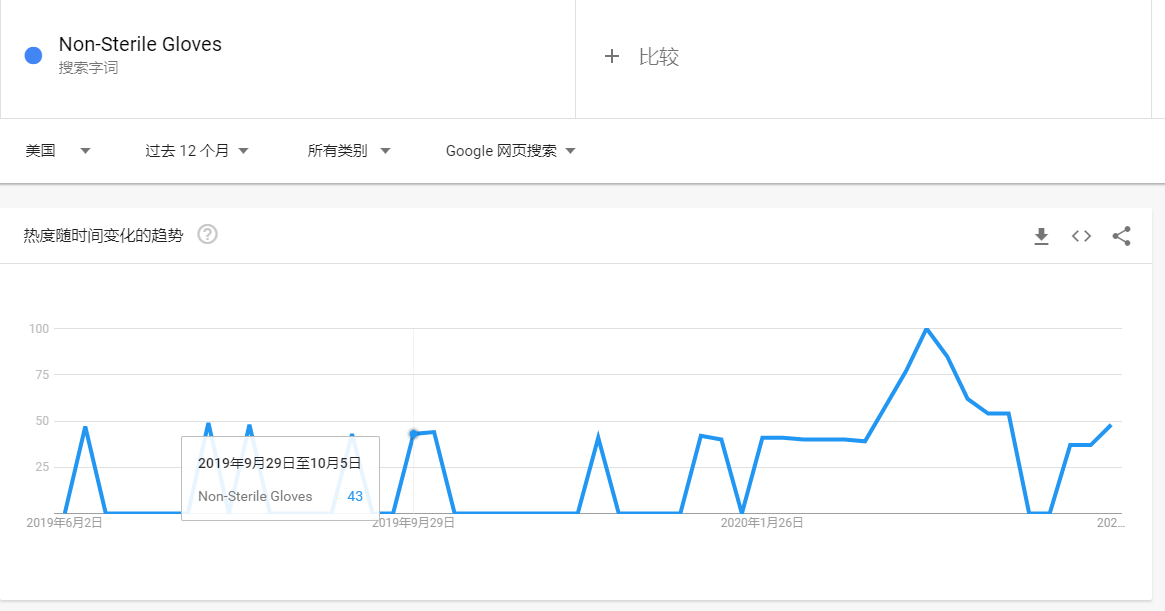 Non-Sterile Gloves
搜索字词
+ 比较
美国
过去 12 个月
所有类别
Google 网页搜索
热度随时间变化的趋势
?
100
75
50
25
2019年9月29日至10月5日
Non-Sterile Gloves 43
2019年6月2日
2019年9月29日
2020年1月26日
202...